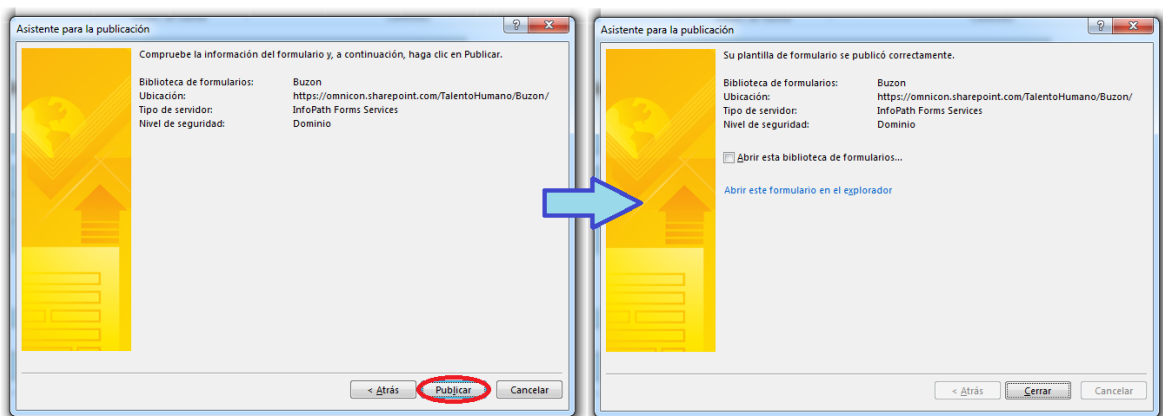 Asistente para la publicación
Compruebe la información del formulario y, a continuación, haga clic en Publicar.
Biblioteca de formularios: Buzon
Ubicación: https://omnicon.sharepoint.com/TalentoHumano/Buzon/
Tipo de servidor: InfoPath Forms Services
Nivel de seguridad: Dominio
< Atrás Publicar Cancelar
Asistente para la publicación
Su plantilla de formulario se publicó correctamente.
Biblioteca de formularios: Buzon
Ubicación: https://omnicon.sharepoint.com/TalentoHumano/Buzon/
Tipo de servidor: InfoPath Forms Services
Nivel de seguridad: Dominio
Abrir esta biblioteca de formularios...
Abrir este formulario en el explorador
< Atrás Cerrar Cancelar